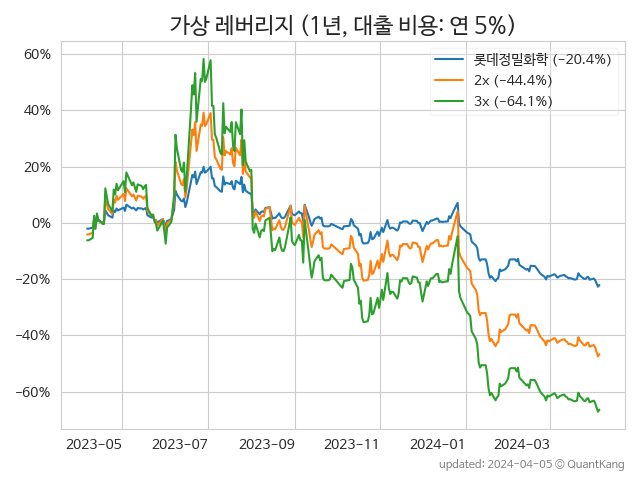 가상 레버리지 (1년, 대출 비용: 연 5%)
롯데정밀화학 (−20.4%)
2x (−44.4%)
3x (−64.1%)
60%
40%
20%
0%
−20%
−40%
−60%
2023-05 2023-07 2023-09 2023-11 2024-01 2024-03
updated: 2024-04-05 © QuantKang